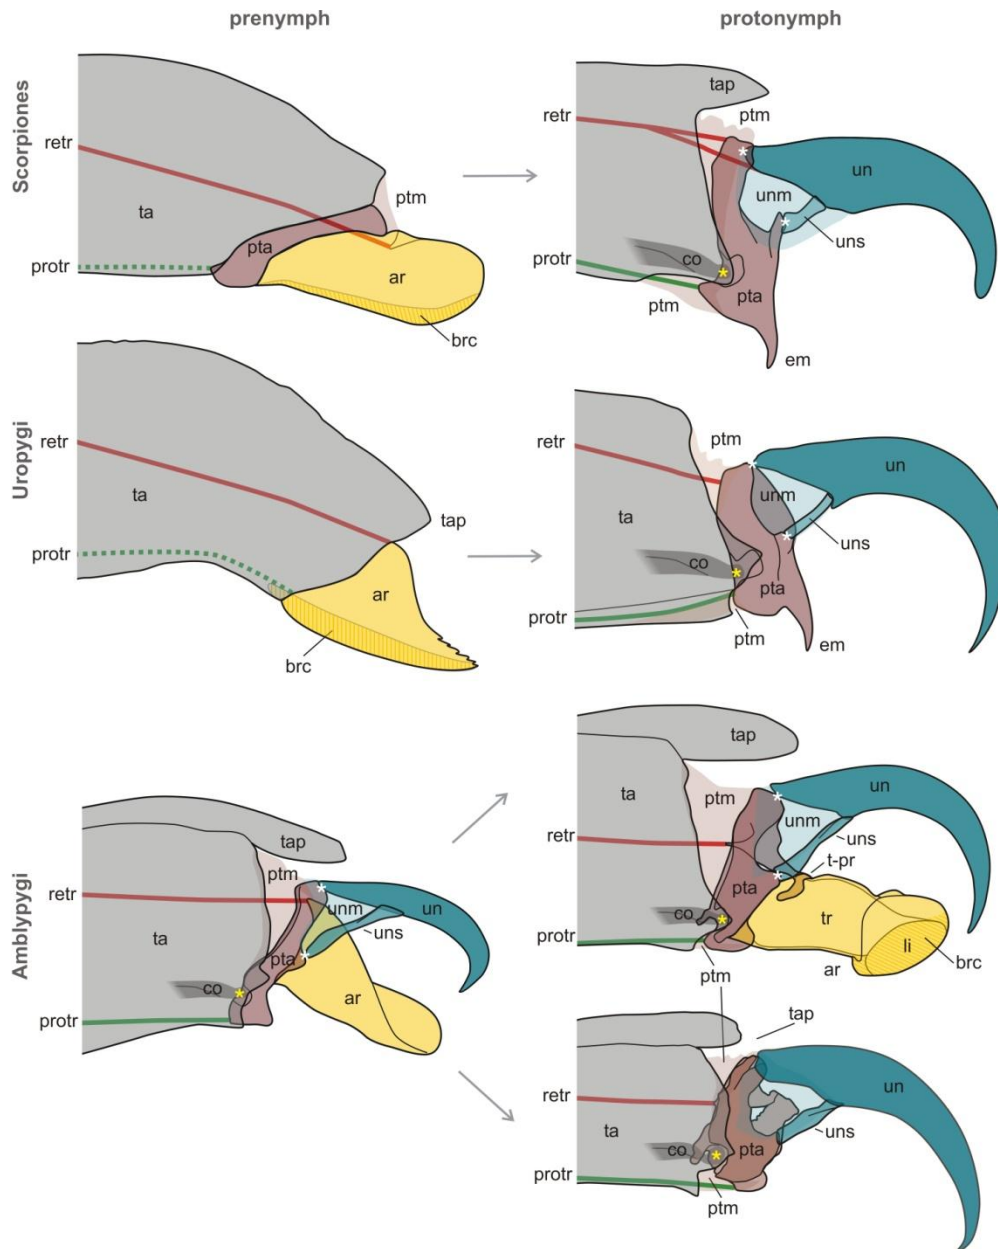 prenymph
protonymph
Scorpiones
retr
ta
ptm
pta
protr
ar
brc
tap
retr
ptm
un
unm
uns
co
protr
pta
ptm
em
Uropygi
retr
ta
tap
protr
ar
brc
ptm
retr
un
unm
ta
uns
co
pta
protr
ptm
em
Amblypygi
tap
ptm
retr
unm
un
uns
ta
pta
co
ar
protr
tap
ta
ptm
un
unm
retr
uns
t-pr
pta
co
tr
protr
li
ar
brc
ptm
tap
un
retr
ta
uns
co
pta
protr
ptm